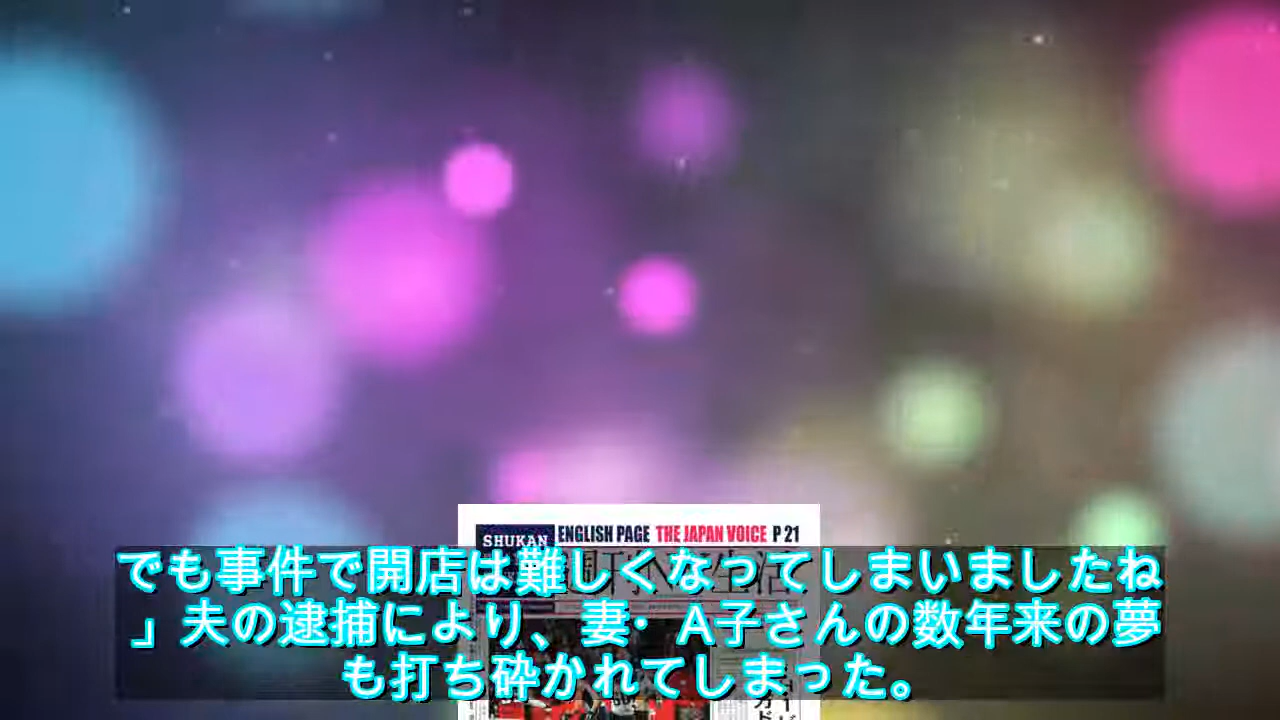 SHUKAN
ENGLISH PAGE THE JAPAN VOICE P 21
でも事件で開店は難しくなってしまいましたね
」夫の逮捕により、妻・A子さんの数年来の夢
も打ち砕かれてしまった。